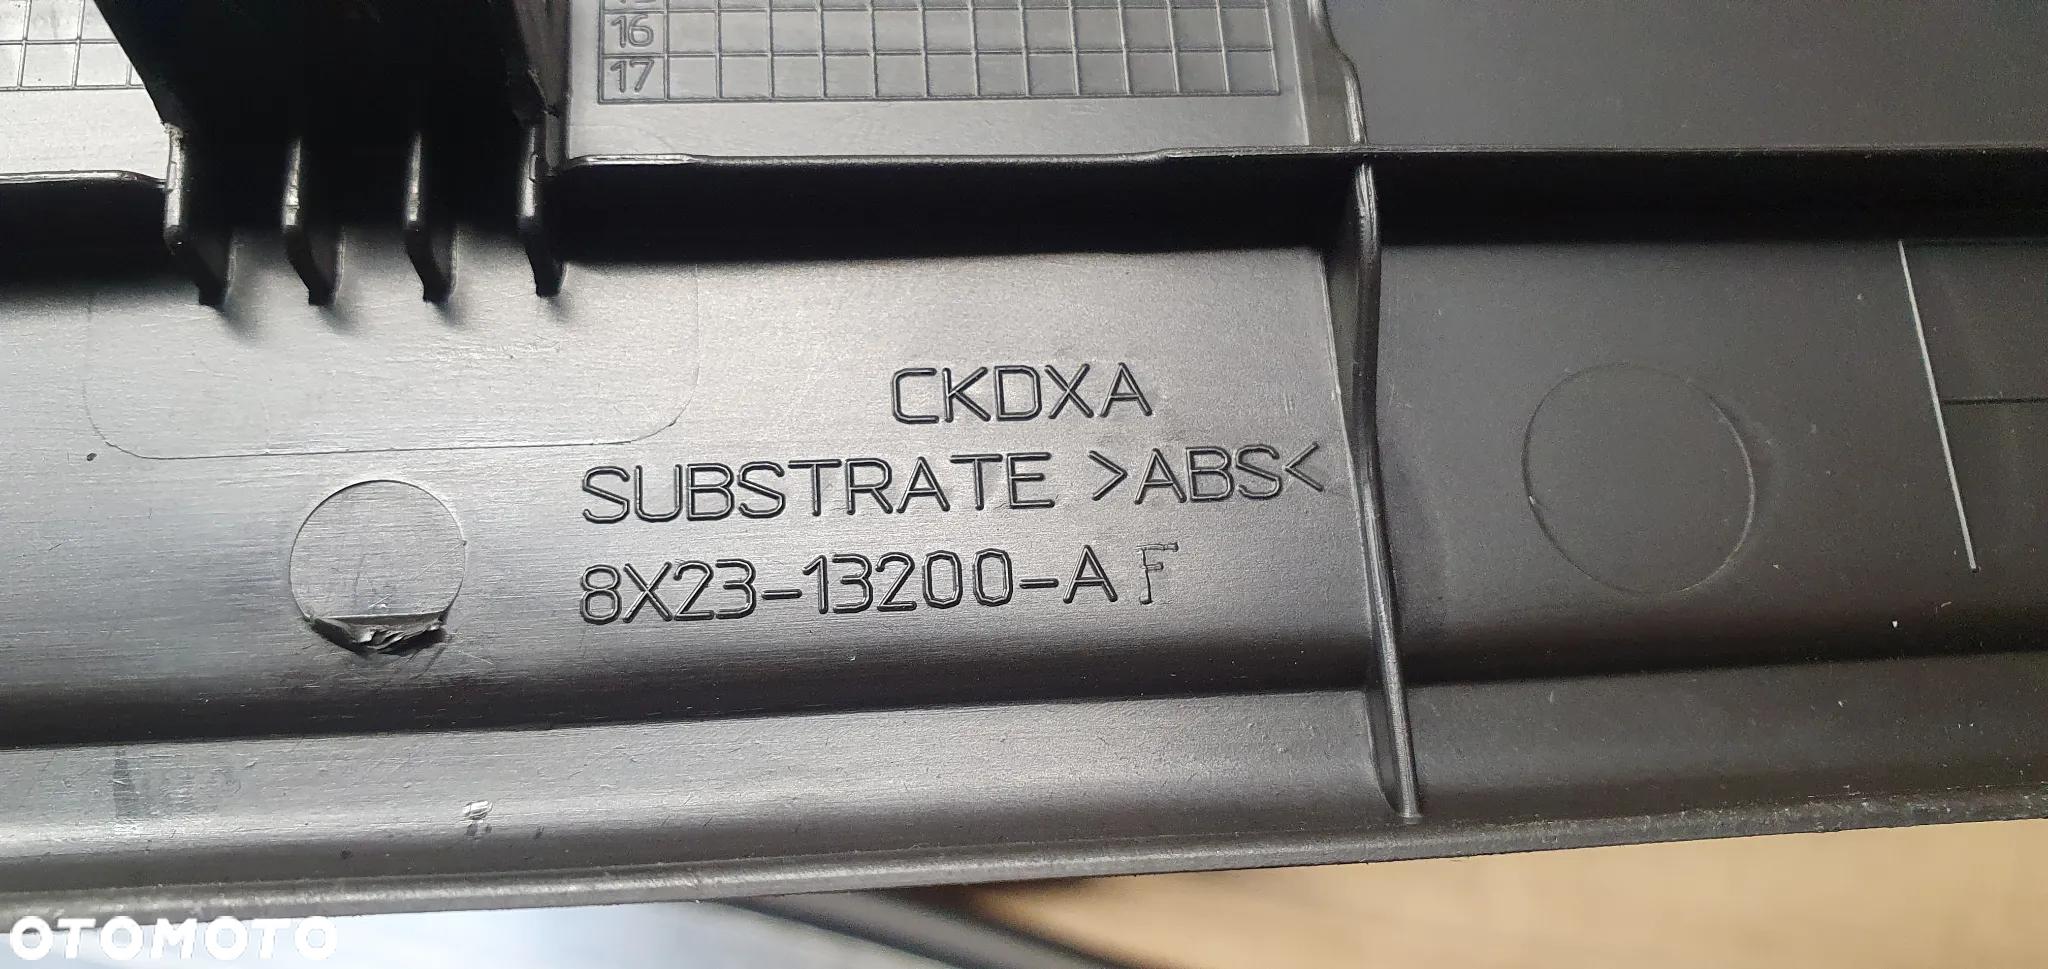 16
17
CKDXA
SUBSTRATE >ABS<
8X23-13200-AF
OTOMOTO